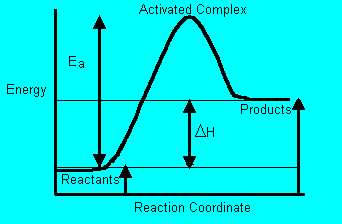 Activated Complex
Ea
Energy
Products
ΔH
Reactants
Reaction Coordinate